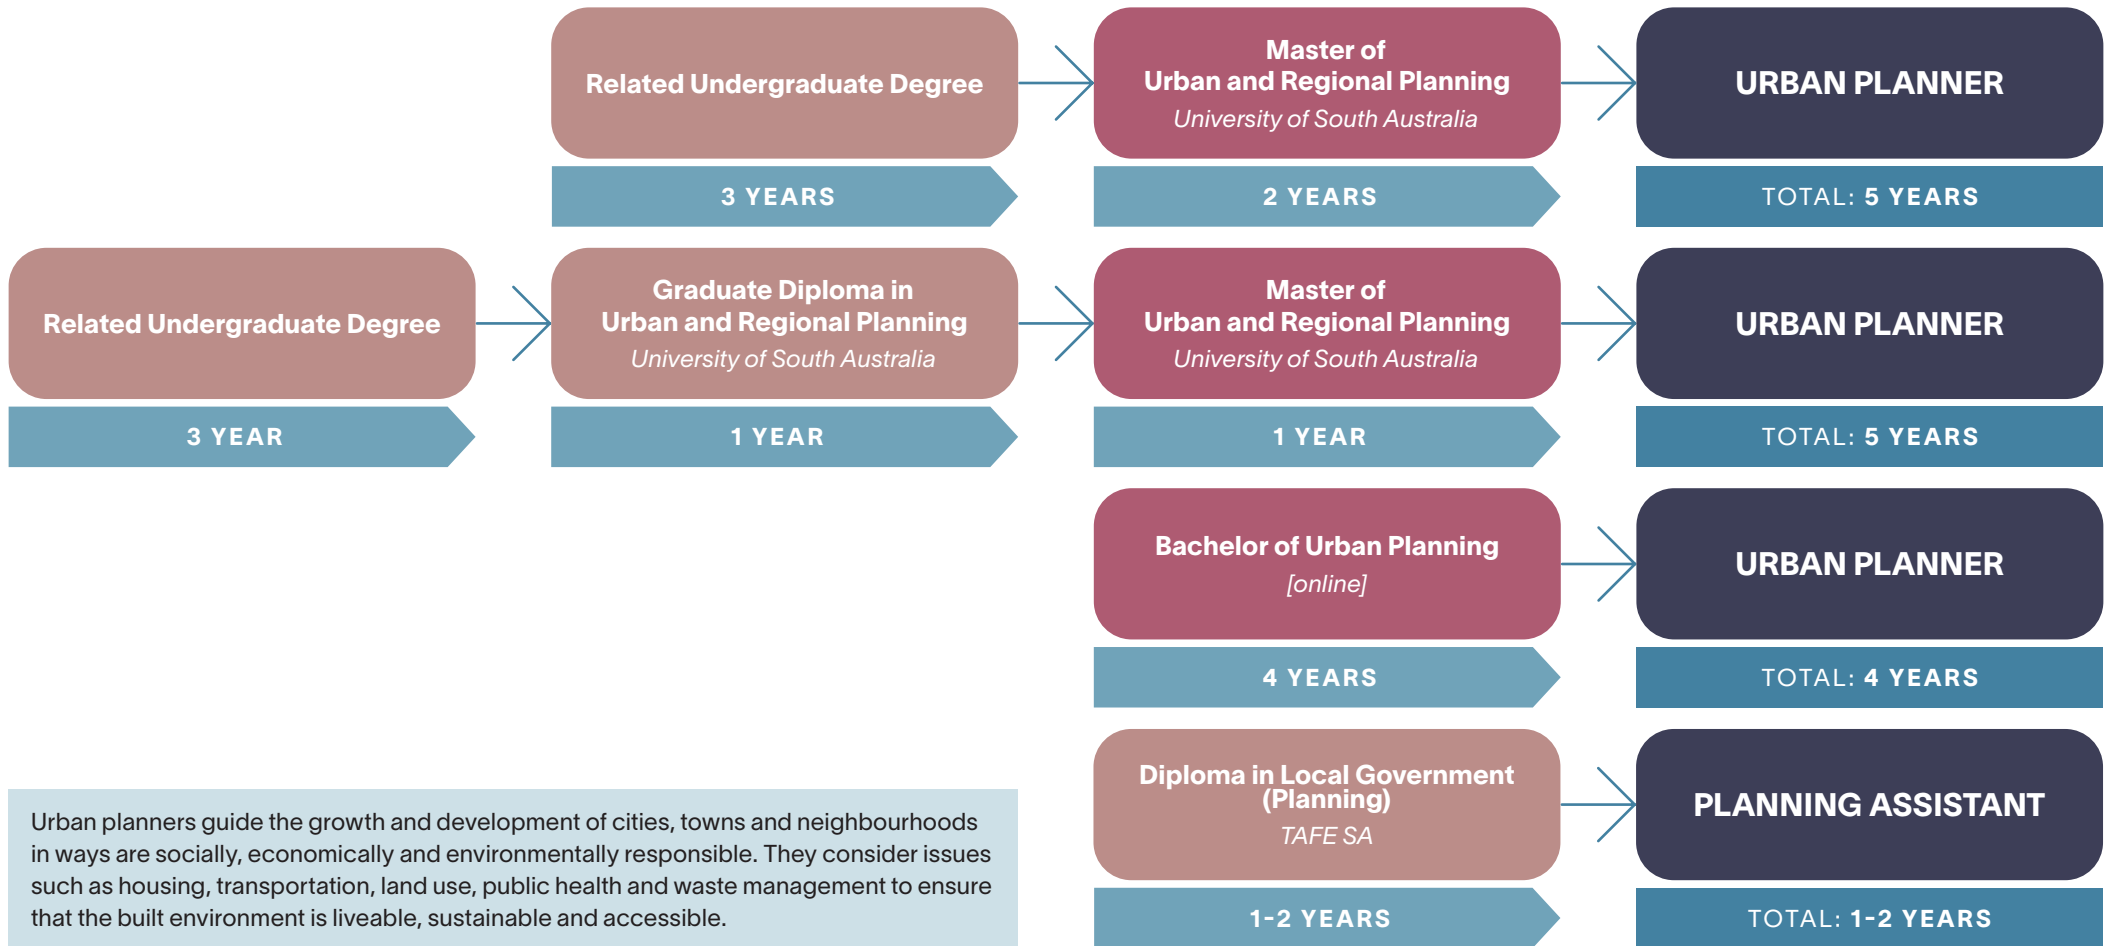 Related Undergraduate Degree
Master of
Urban and Regional Planning
University of South Australia
URBAN PLANNER
3 YEARS
2 YEARS
TOTAL: 5 YEARS
Related Undergraduate Degree
Graduate Diploma in
Urban and Regional Planning
University of South Australia
Master of
Urban and Regional Planning
University of South Australia
URBAN PLANNER
3 YEAR
1 YEAR
1 YEAR
TOTAL: 5 YEARS
Bachelor of Urban Planning
[online]
URBAN PLANNER
4 YEARS
TOTAL: 4 YEARS
Diploma in Local Government
(Planning)
TAFE SA
PLANNING ASSISTANT
1-2 YEARS
TOTAL: 1-2 YEARS
Urban planners guide the growth and development of cities, towns and neighbourhoods
in ways are socially, economically and environmentally responsible. They consider issues
such as housing, transportation, land use, public health and waste management to ensure
that the built environment is liveable, sustainable and accessible.